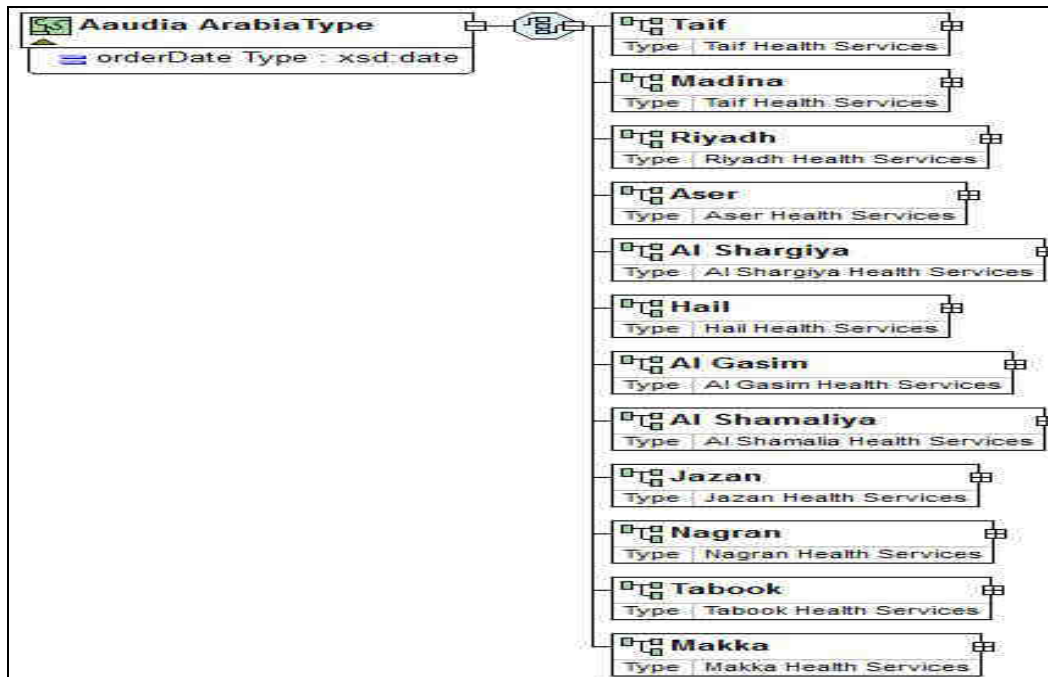 Aaudia ArabiaType
orderDate Type : xsd:date
Taif
Type Taif Health Services
Madina
Type Taif Health Services
Riyadh
Type Riyadh Health Services
Aser
Type Aser Health Services
Al Shargiya
Type Al Shargiya Health Services
Hail
Type Hail Health Services
Al Gasim
Type Al Gasim Health Services
Al Shamaliya
Type Al Shamalia Health Services
Jazan
Type Jazan Health Services
Nagran
Type Nagran Health Services
Tabook
Type Tabook Health Services
Makka
Type Makka Health Services